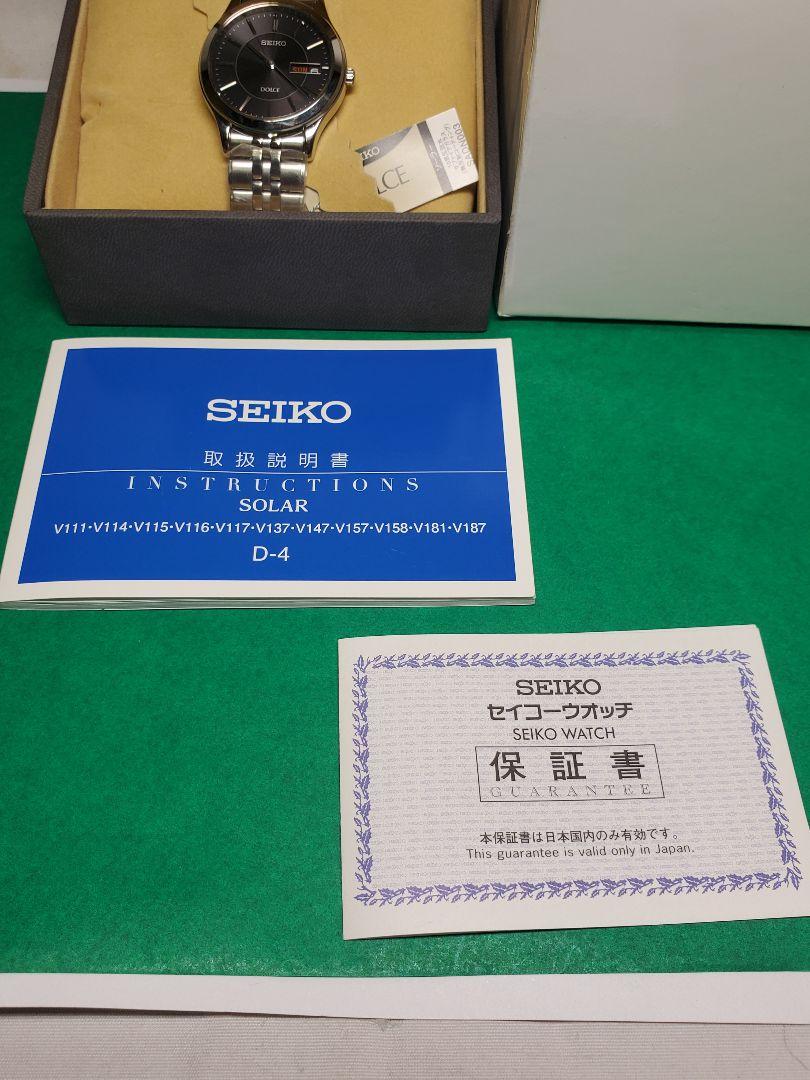 SEIKO
SUN
DOLCE
SADN003
SEIKO
取扱説明書
INSTRUCTIONS
SOLAR
V111・V114・V115・V116・V117・V137・V147・V157・V158・V181・V187
D-4
SEIKO
セイコーウオッチ
SEIKO WATCH
保証書
GUARANTEE
本保証書は日本国内のみ有効です。
This guarantee is valid only in Japan.